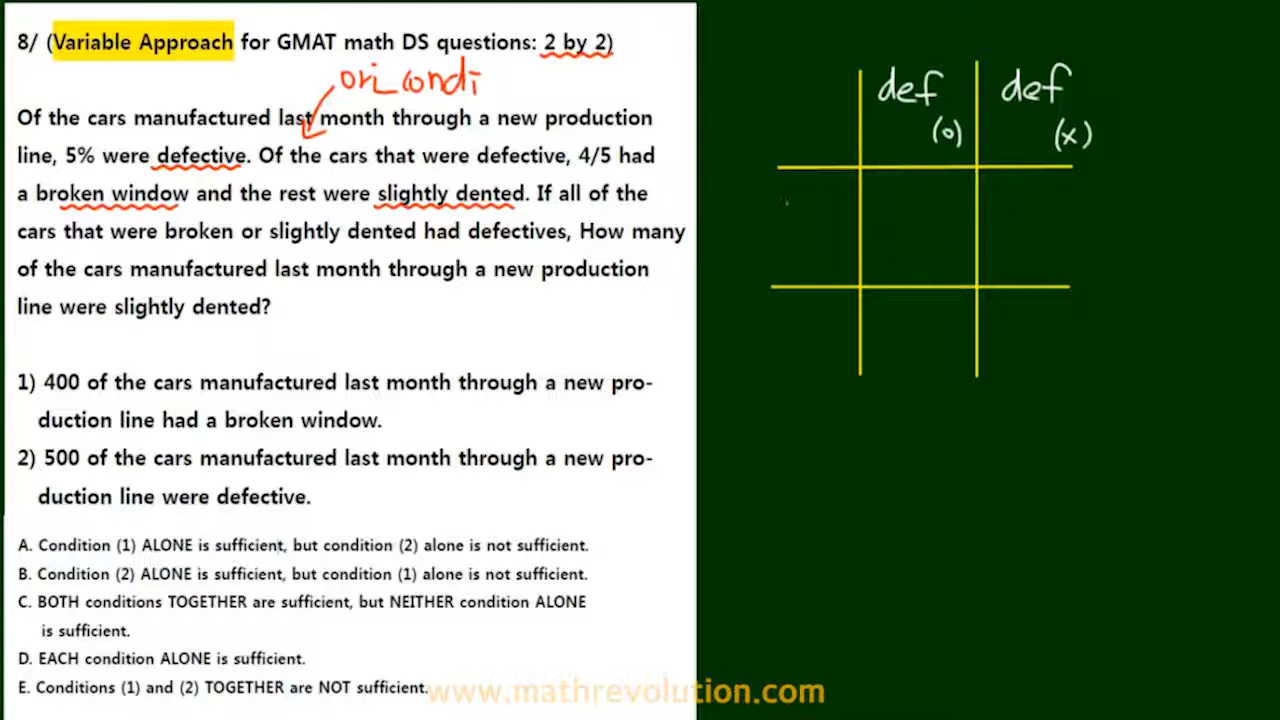 8/ (Variable Approach for GMAT math DS questions: 2 by 2)
ori condi
Of the cars manufactured last month through a new production
line, 5% were defective. Of the cars that were defective, 4/5 had
a broken window and the rest were slightly dented. If all of the
cars that were broken or slightly dented had defectives, How many
of the cars manufactured last month through a new production
line were slightly dented?
1) 400 of the cars manufactured last month through a new pro-
duction line had a broken window.
2) 500 of the cars manufactured last month through a new pro-
duction line were defective.
A. Condition (1) ALONE is sufficient, but condition (2) alone is not sufficient.
B. Condition (2) ALONE is sufficient, but condition (1) alone is not sufficient.
C. BOTH conditions TOGETHER are sufficient, but NEITHER condition ALONE
is sufficient.
D. EACH condition ALONE is sufficient.
E. Conditions (1) and (2) TOGETHER are NOT sufficient.
def def
(o) (x)
www.mathrevolution.com